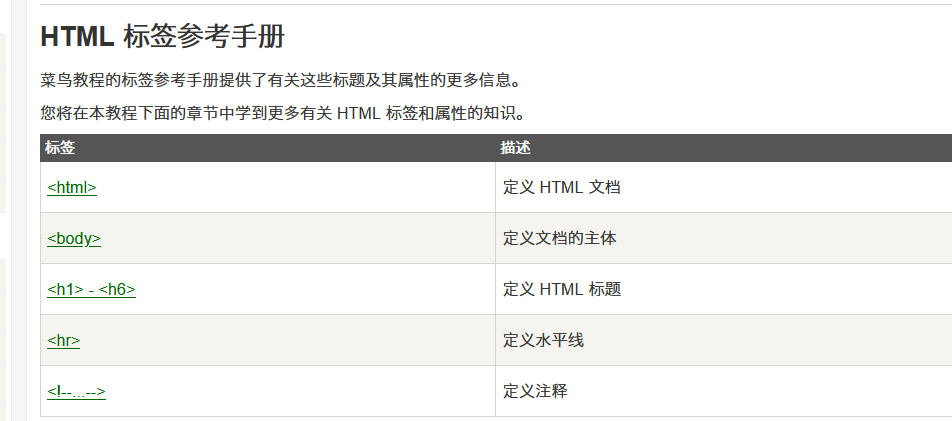 HTML 标签参考手册
菜鸟教程的标签参考手册提供了有关这些标题及其属性的更多信息。
您将在本教程下面的章节中学到更多有关 HTML 标签和属性的知识。
标签 描述
<html> 定义 HTML 文档
<body> 定义文档的主体
<h1> - <h6> 定义 HTML 标题
<hr> 定义水平线
<!--...--> 定义注释